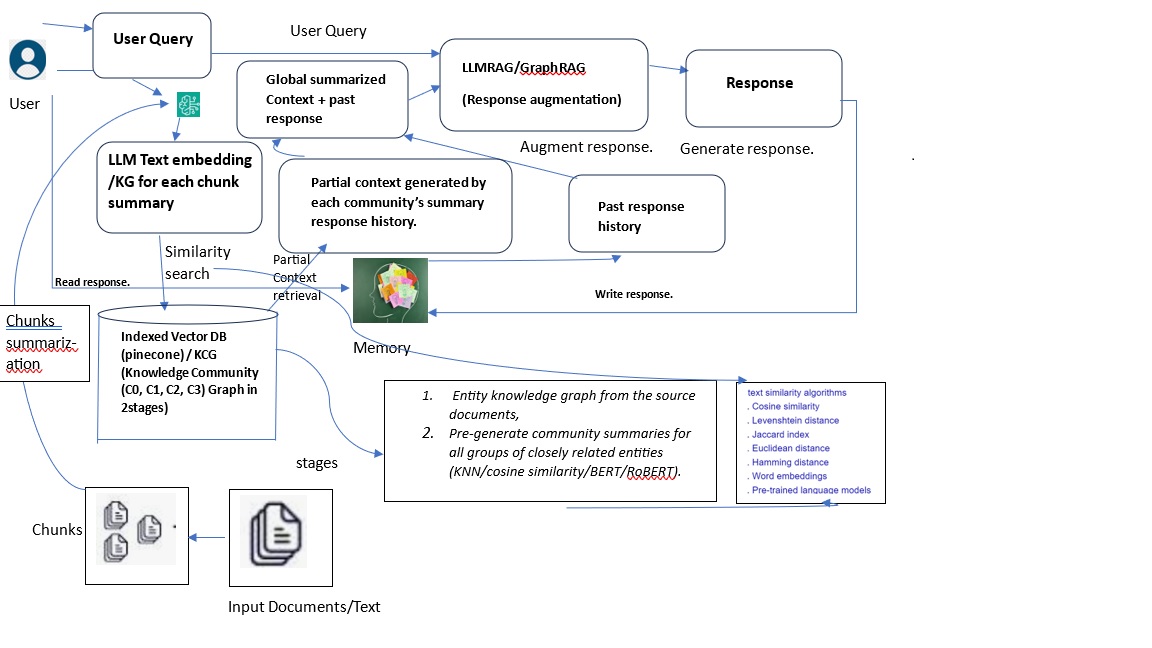 User Query
User Query
User
Global summarized
Context + past
response
LLMRAG/GraphRAG
(Response augmentation)
Response
Augment response.
Generate response.
LLM Text embedding
/KG for each chunk
summary
Partial context generated by
each community's summary
response history.
Past response
history
Similarity
search
Partial
Context
retrieval
Read response.
Write response.
Chunks
summariz-
ation
Indexed Vector DB
(pinecone) / KCG
(Knowledge Community
(C0, C1, C2, C3) Graph in
2stages)
Memory
1. Entity knowledge graph from the source
documents,
2. Pre-generate community summaries for
all groups of closely related entities
(KNN/cosine similarity/BERT/RoBERT).
text similarity algorithms
. Cosine similarity
. Levenshtein distance
. Jaccard index
. Euclidean distance
. Hamming distance
. Word embeddings
. Pre-trained language models
stages
Chunks
Input Documents/Text